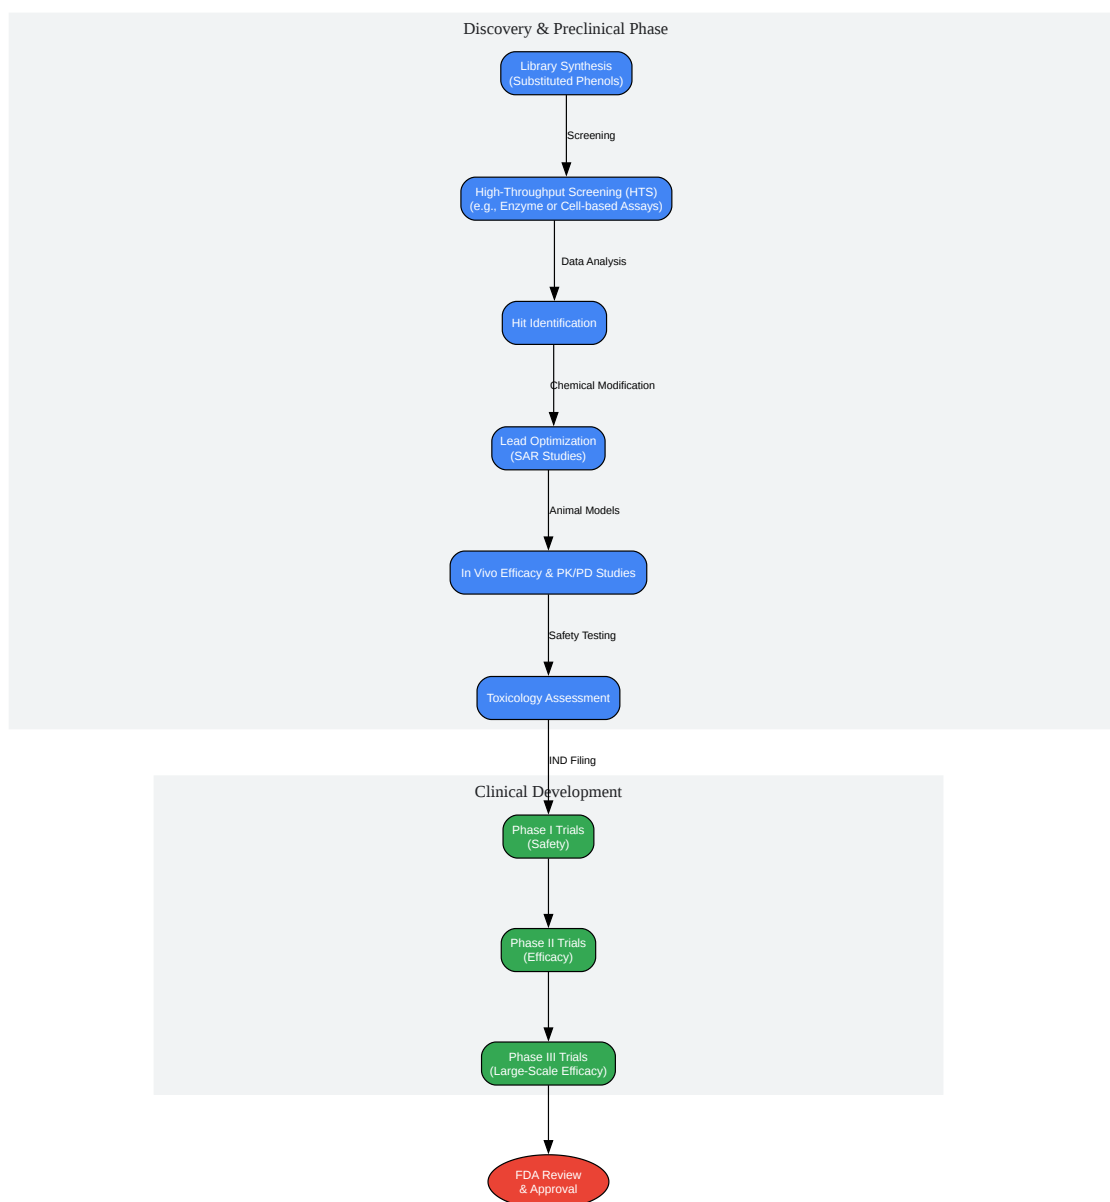 Discovery & Preclinical Phase
Library Synthesis
(Substituted Phenols)
Screening
High-Throughput Screening (HTS)
(e.g., Enzyme or Cell-based Assays)
Data Analysis
Hit Identification
Chemical Modification
Lead Optimization
(SAR Studies)
Animal Models
In Vivo Efficacy & PK/PD Studies
Safety Testing
Toxicology Assessment
IND Filing
Clinical Development
Phase I Trials
(Safety)
Phase II Trials
(Efficacy)
Phase III Trials
(Large-Scale Efficacy)
FDA Review
& Approval